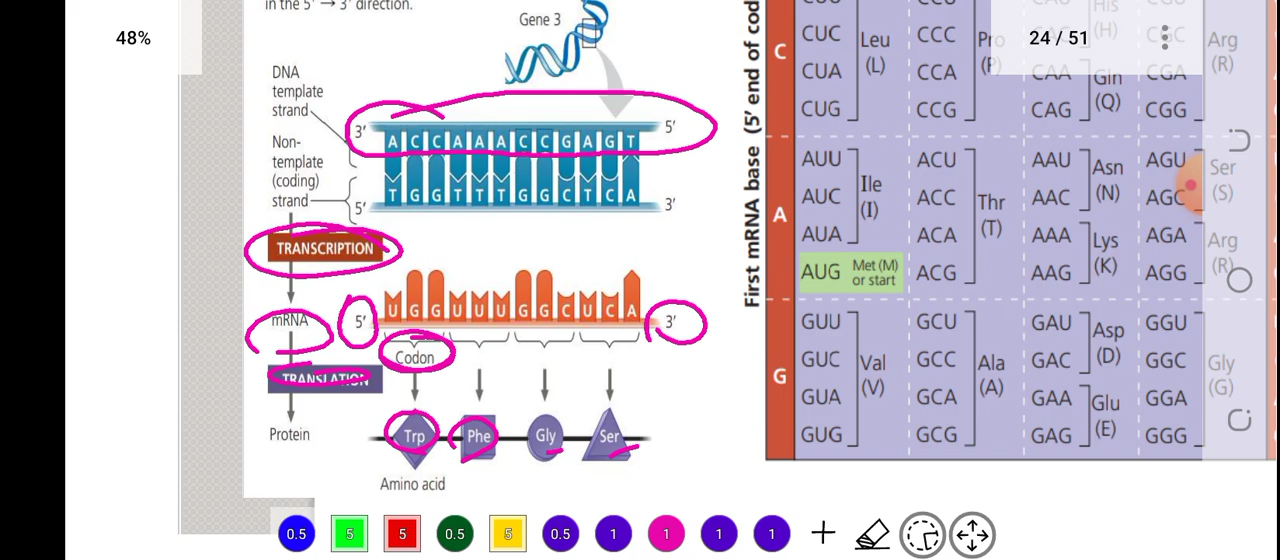 in the 5' → 3' direction.
48%
Gene 3
DNA
template
strand
3' 5'
A C C A A A C C G A G T
Non-
template
(coding)
strand
T G G T T T G G C T C A
5' 3'
TRANSCRIPTION
mRNA
5' U G G U U U G G C U C A 3'
Codon
TRANSLATION
Protein
Trp Phe Gly Ser
Amino acid
First mRNA base (5' end of cod
24 / 51
C
CUC Leu CCC Pro His CGC Arg
CUA (L) CCA (P) (H) CAA Gln CGA (R)
CUG CCG CAG (Q) CGG
A
AUU ACU AAU Asn AGU Ser
AUC Ile ACC AAC (N) AGC (S)
AUA (I) ACA Thr AAA Lys AGA Arg
AUG Met (M) or start ACG (T) AAG (K) AGG (R)
G
GUU GCU GAU Asp GGU
GUC Val GCC Ala GAC (D) GGC Gly
GUA (V) GCA (A) GAA Glu GGA (G)
GUG GCG GAG (E) GGG
0.5 5 5 0.5 5 0.5 1 1 1 1